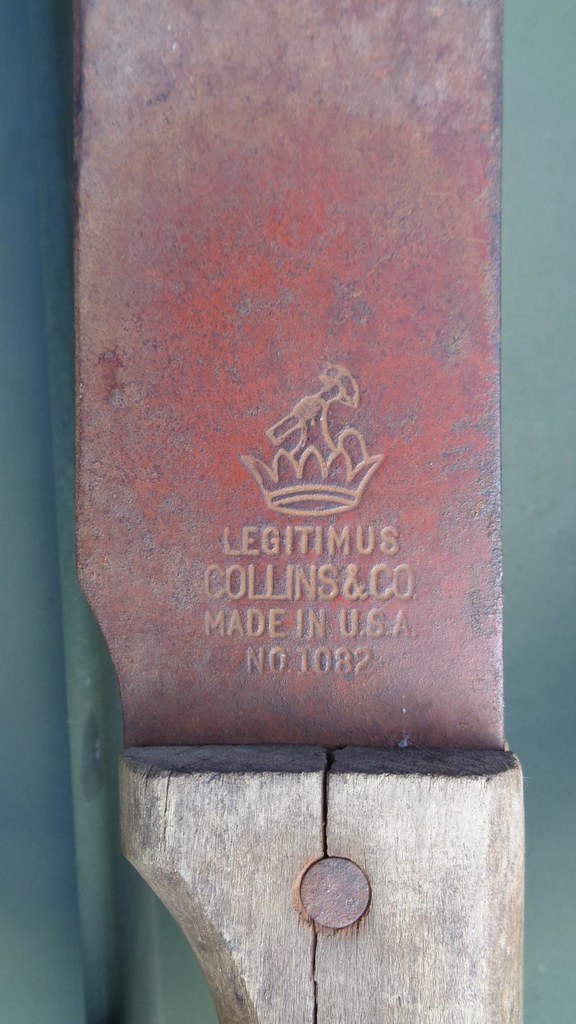 LEGITIMUS
COLLINS & CO
MADE IN U.S.A
NO. 1082